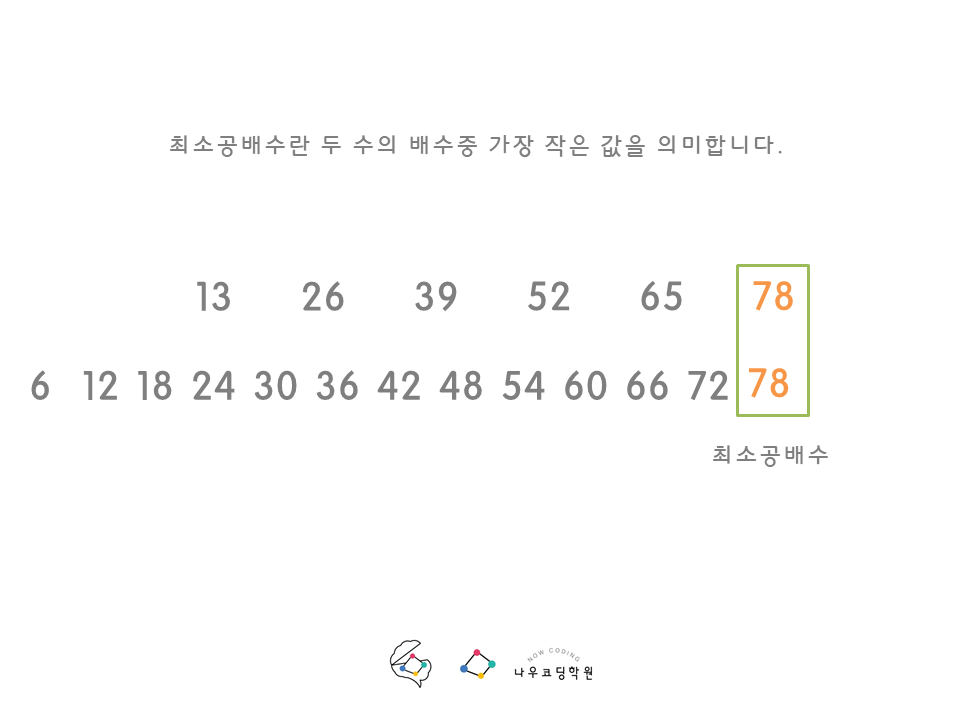 최소공배수란 두 수의 배수중 가장 작은 값을 의미합니다.
13 26 39 52 65 78
6 12 18 24 30 36 42 48 54 60 66 72 78
최소공배수
NOW CODING
나우코딩학원